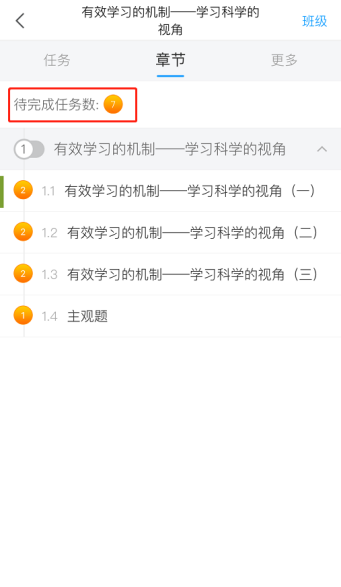 有效学习的机制——学习科学的
视角
班级
任务 章节 更多
待完成任务数: 7
1 有效学习的机制——学习科学的视角
2 1.1 有效学习的机制——学习科学的视角（一）
2 1.2 有效学习的机制——学习科学的视角（二）
2 1.3 有效学习的机制——学习科学的视角（三）
1 1.4 主观题